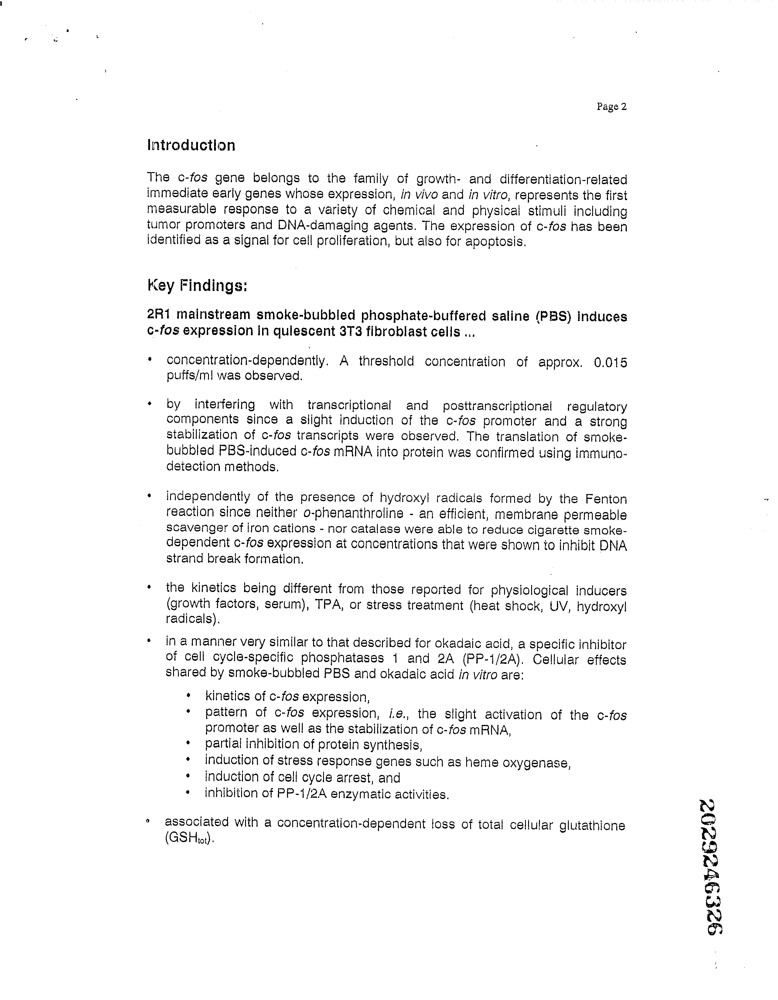 Page 2
Introduction
The c-fos gene belongs to the family of growth- and differentiation-related
immediate early genes whose expression, in vivo and in vitro, represents the first
measurable response to a variety of chemical and physical stimuli including
tumor promoters and DNA-damaging agents. The expression of c-fos has been
identified as a signal for cell proliferation, but also for apoptosis.
Key Findings:
2R1 mainstream smoke-bubbled phosphate-buffered saline (PBS) induces
c-fos expression in quiescent 3T3 fibroblast cells ...
• concentration-dependently. A threshold concentration of approx. 0.015
puffs/ml was observed.
• by interfering with transcriptional and posttranscriptional regulatory
components since a slight induction of the c-fos promoter and a strong
stabilization of c-fos transcripts were observed. The translation of smoke-
bubbled PBS-induced c-fos mRNA into protein was confirmed using immuno-
detection methods.
• independently of the presence of hydroxyl radicals formed by the Fenton
reaction since neither o-phenanthroline - an efficient, membrane permeable
scavenger of iron cations - nor catalase were able to reduce cigarette smoke-
dependent c-fos expression at concentrations that were shown to inhibit DNA
strand break formation.
• the kinetics being different from those reported for physiological inducers
(growth factors, serum), TPA, or stress treatment (heat shock, UV, hydroxyl
radicals).
• in a manner very similar to that described for okadaic acid, a specific inhibitor
of cell cycle-specific phosphatases 1 and 2A (PP-1/2A). Cellular effects
shared by smoke-bubbled PBS and okadaic acid in vitro are:
• kinetics of c-fos expression,
• pattern of c-fos expression, i.e., the slight activation of the c-fos
promoter as well as the stabilization of c-fos mRNA,
• partial inhibition of protein synthesis,
• induction of stress response genes such as heme oxygenase,
• induction of cell cycle arrest, and
• inhibition of PP-1/2A enzymatic activities.
• associated with a concentration-dependent loss of total cellular glutathione
(GSHtot).
2029246326